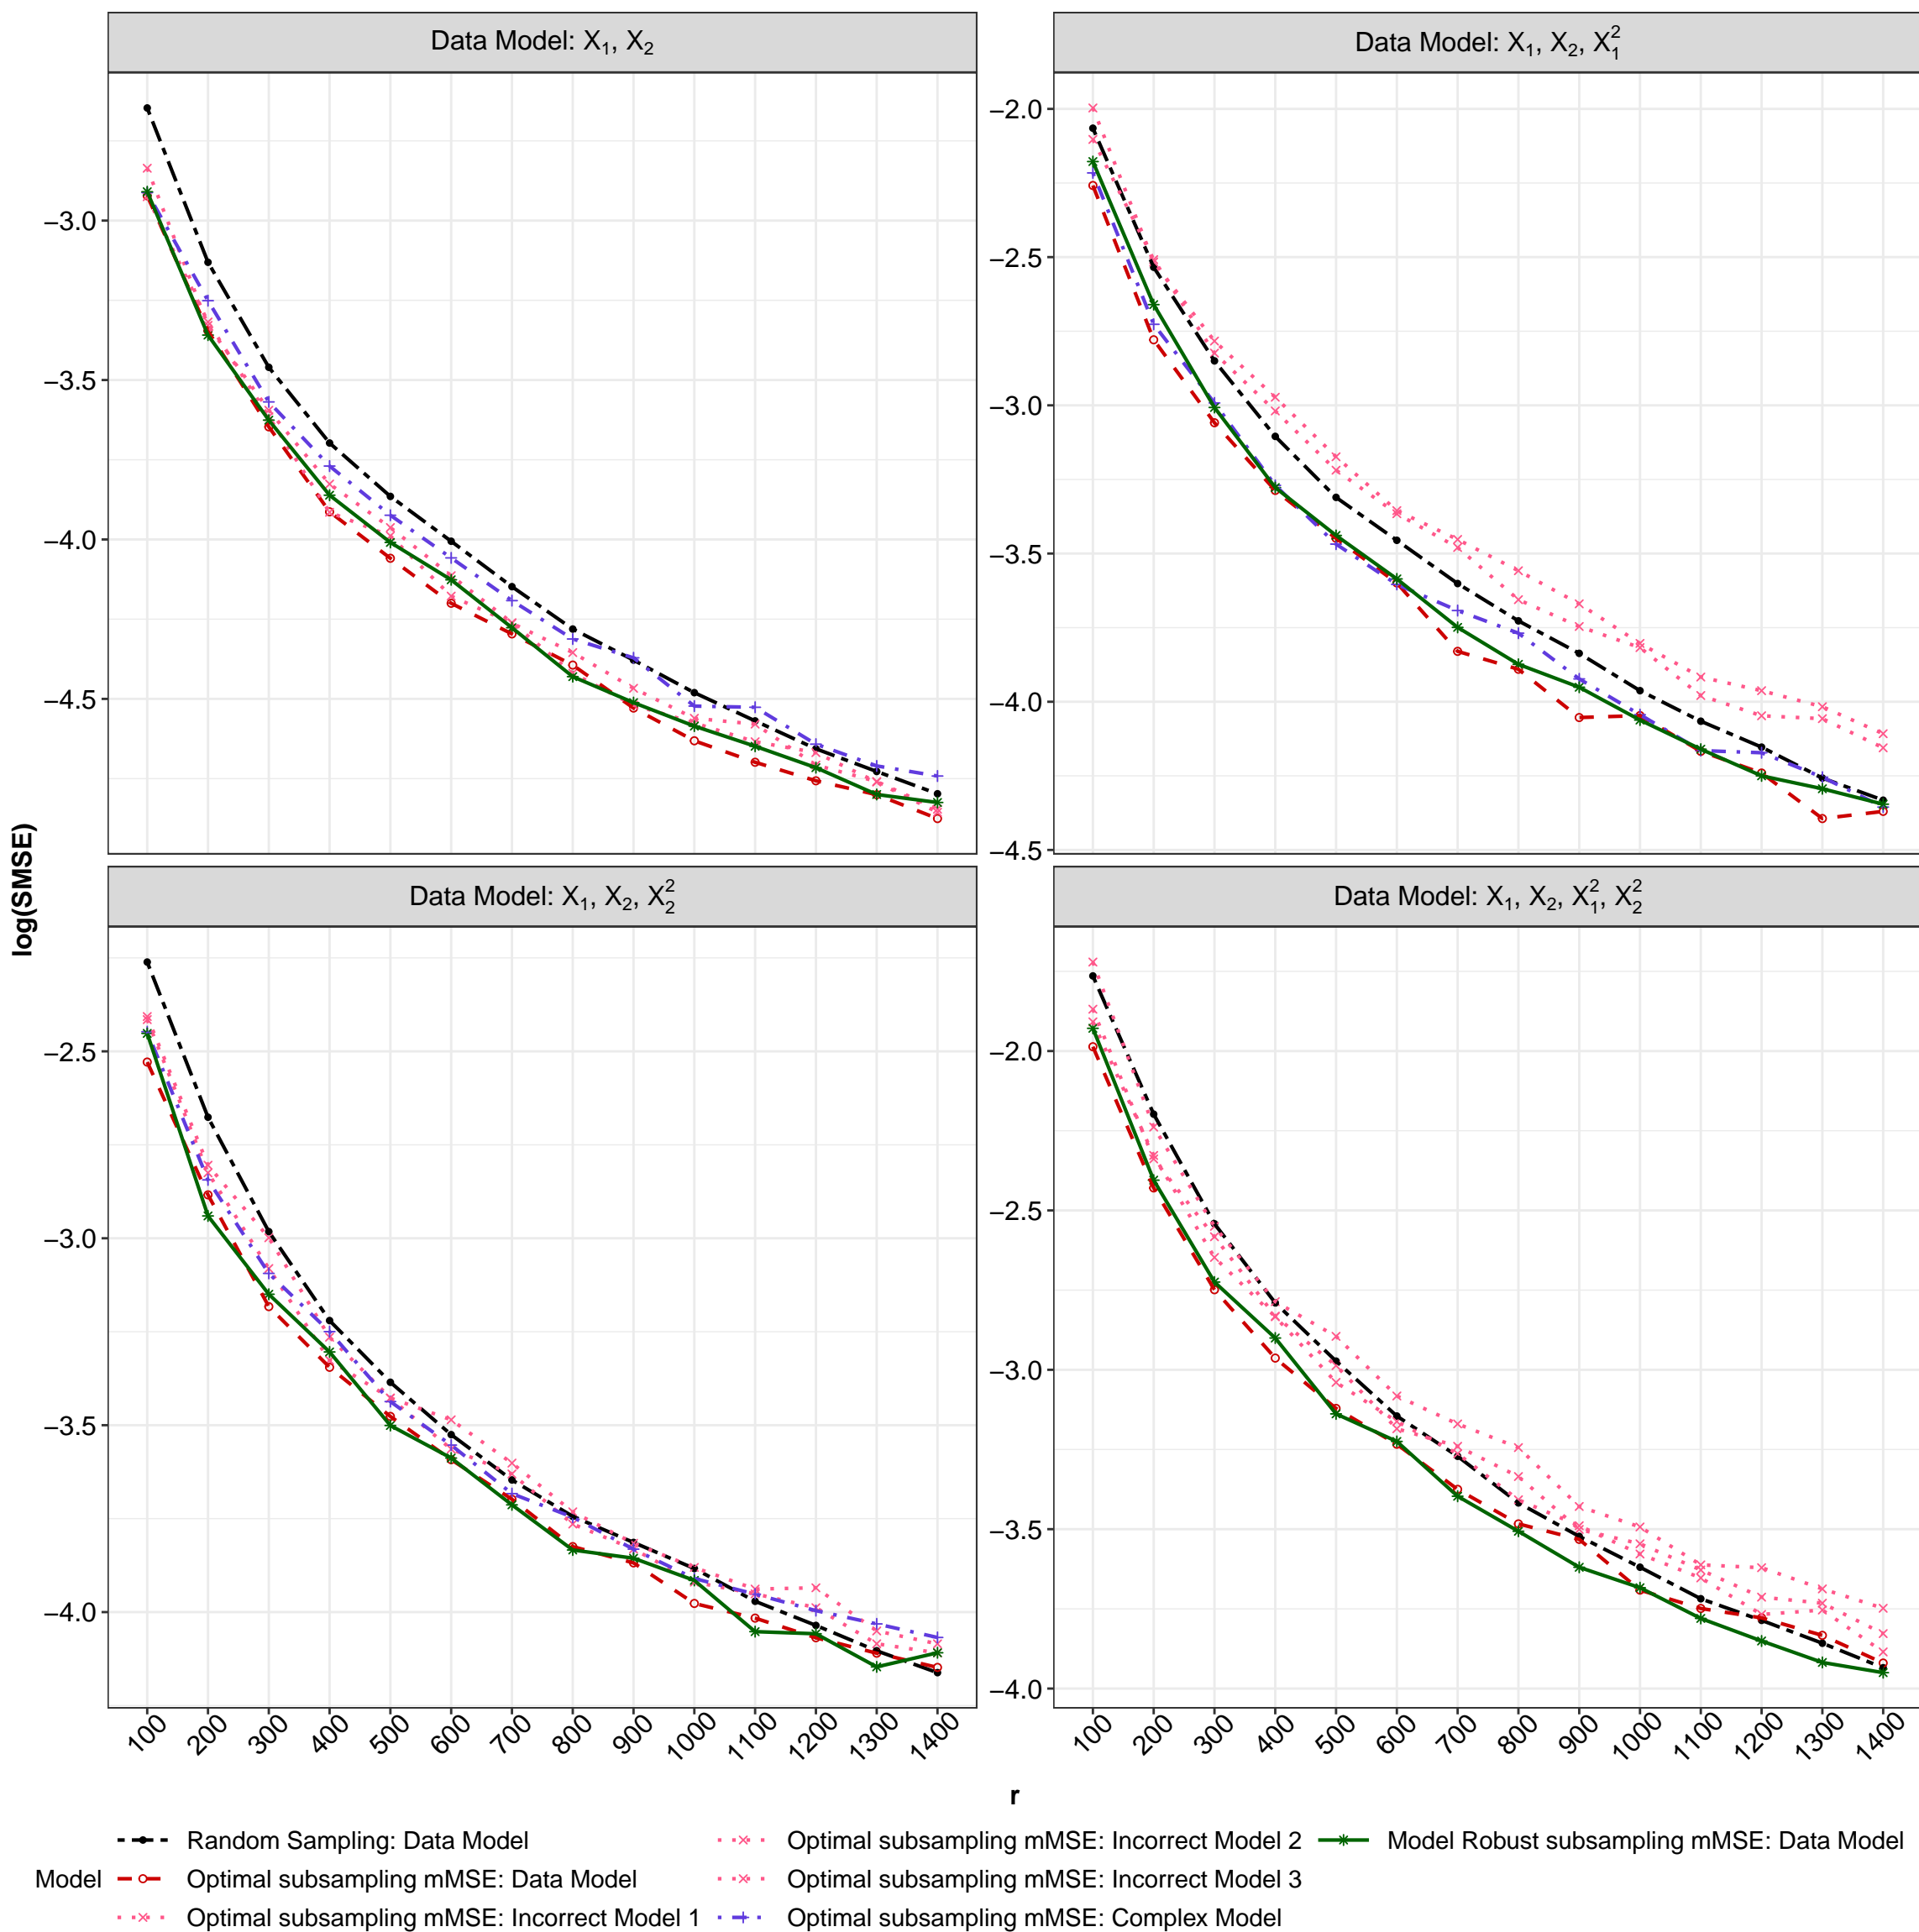 Data Model: X₁, X₂
Data Model: X₁, X₂, X₁²
−3.0
−3.5
−4.0
−4.5
−2.0
−2.5
−3.0
−3.5
−4.0
−4.5
log(SMSE)
Data Model: X₁, X₂, X₂²
Data Model: X₁, X₂, X₁², X₂²
−2.5
−3.0
−3.5
−4.0
−2.0
−2.5
−3.0
−3.5
−4.0
100 200 300 400 500 600 700 800 900 1000 1100 1200 1300 1400
100 200 300 400 500 600 700 800 900 1000 1100 1200 1300 1400
r
Model
Random Sampling: Data Model
Optimal subsampling mMSE: Data Model
Optimal subsampling mMSE: Incorrect Model 1
Optimal subsampling mMSE: Incorrect Model 2
Optimal subsampling mMSE: Incorrect Model 3
Optimal subsampling mMSE: Complex Model
Model Robust subsampling mMSE: Data Model